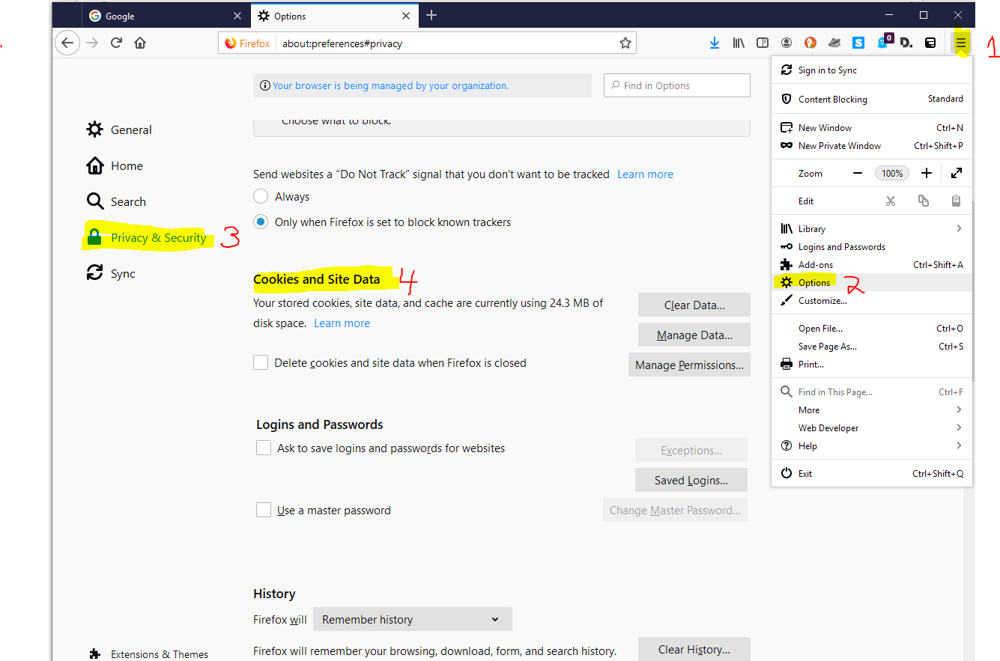 Google
Options
Firefox
about:preferences#privacy
S
0
D.
1
Your browser is being managed by your organization.
Find in Options
General
Home
Search
Privacy & Security 3
Sync
Choose what to block.
Send websites a “Do Not Track” signal that you don’t want to be tracked Learn more
Always
Only when Firefox is set to block known trackers
Cookies and Site Data 4
Your stored cookies, site data, and cache are currently using 24.3 MB of
disk space. Learn more
Clear Data...
Manage Data...
Delete cookies and site data when Firefox is closed
Manage Permissions...
Logins and Passwords
Ask to save logins and passwords for websites
Exceptions...
Saved Logins...
Use a master password
Change Master Password...
History
Firefox will Remember history
Firefox will remember your browsing, download, form, and search history.
Clear History...
Extensions & Themes
Sign in to Sync
Content Blocking Standard
New Window Ctrl+N
New Private Window Ctrl+Shift+P
Zoom 100%
Edit
Library
Logins and Passwords
Add-ons Ctrl+Shift+A
Options 2
Customize...
Open File... Ctrl+O
Save Page As... Ctrl+S
Print...
Find in This Page... Ctrl+F
More
Web Developer
Help
Exit Ctrl+Shift+Q